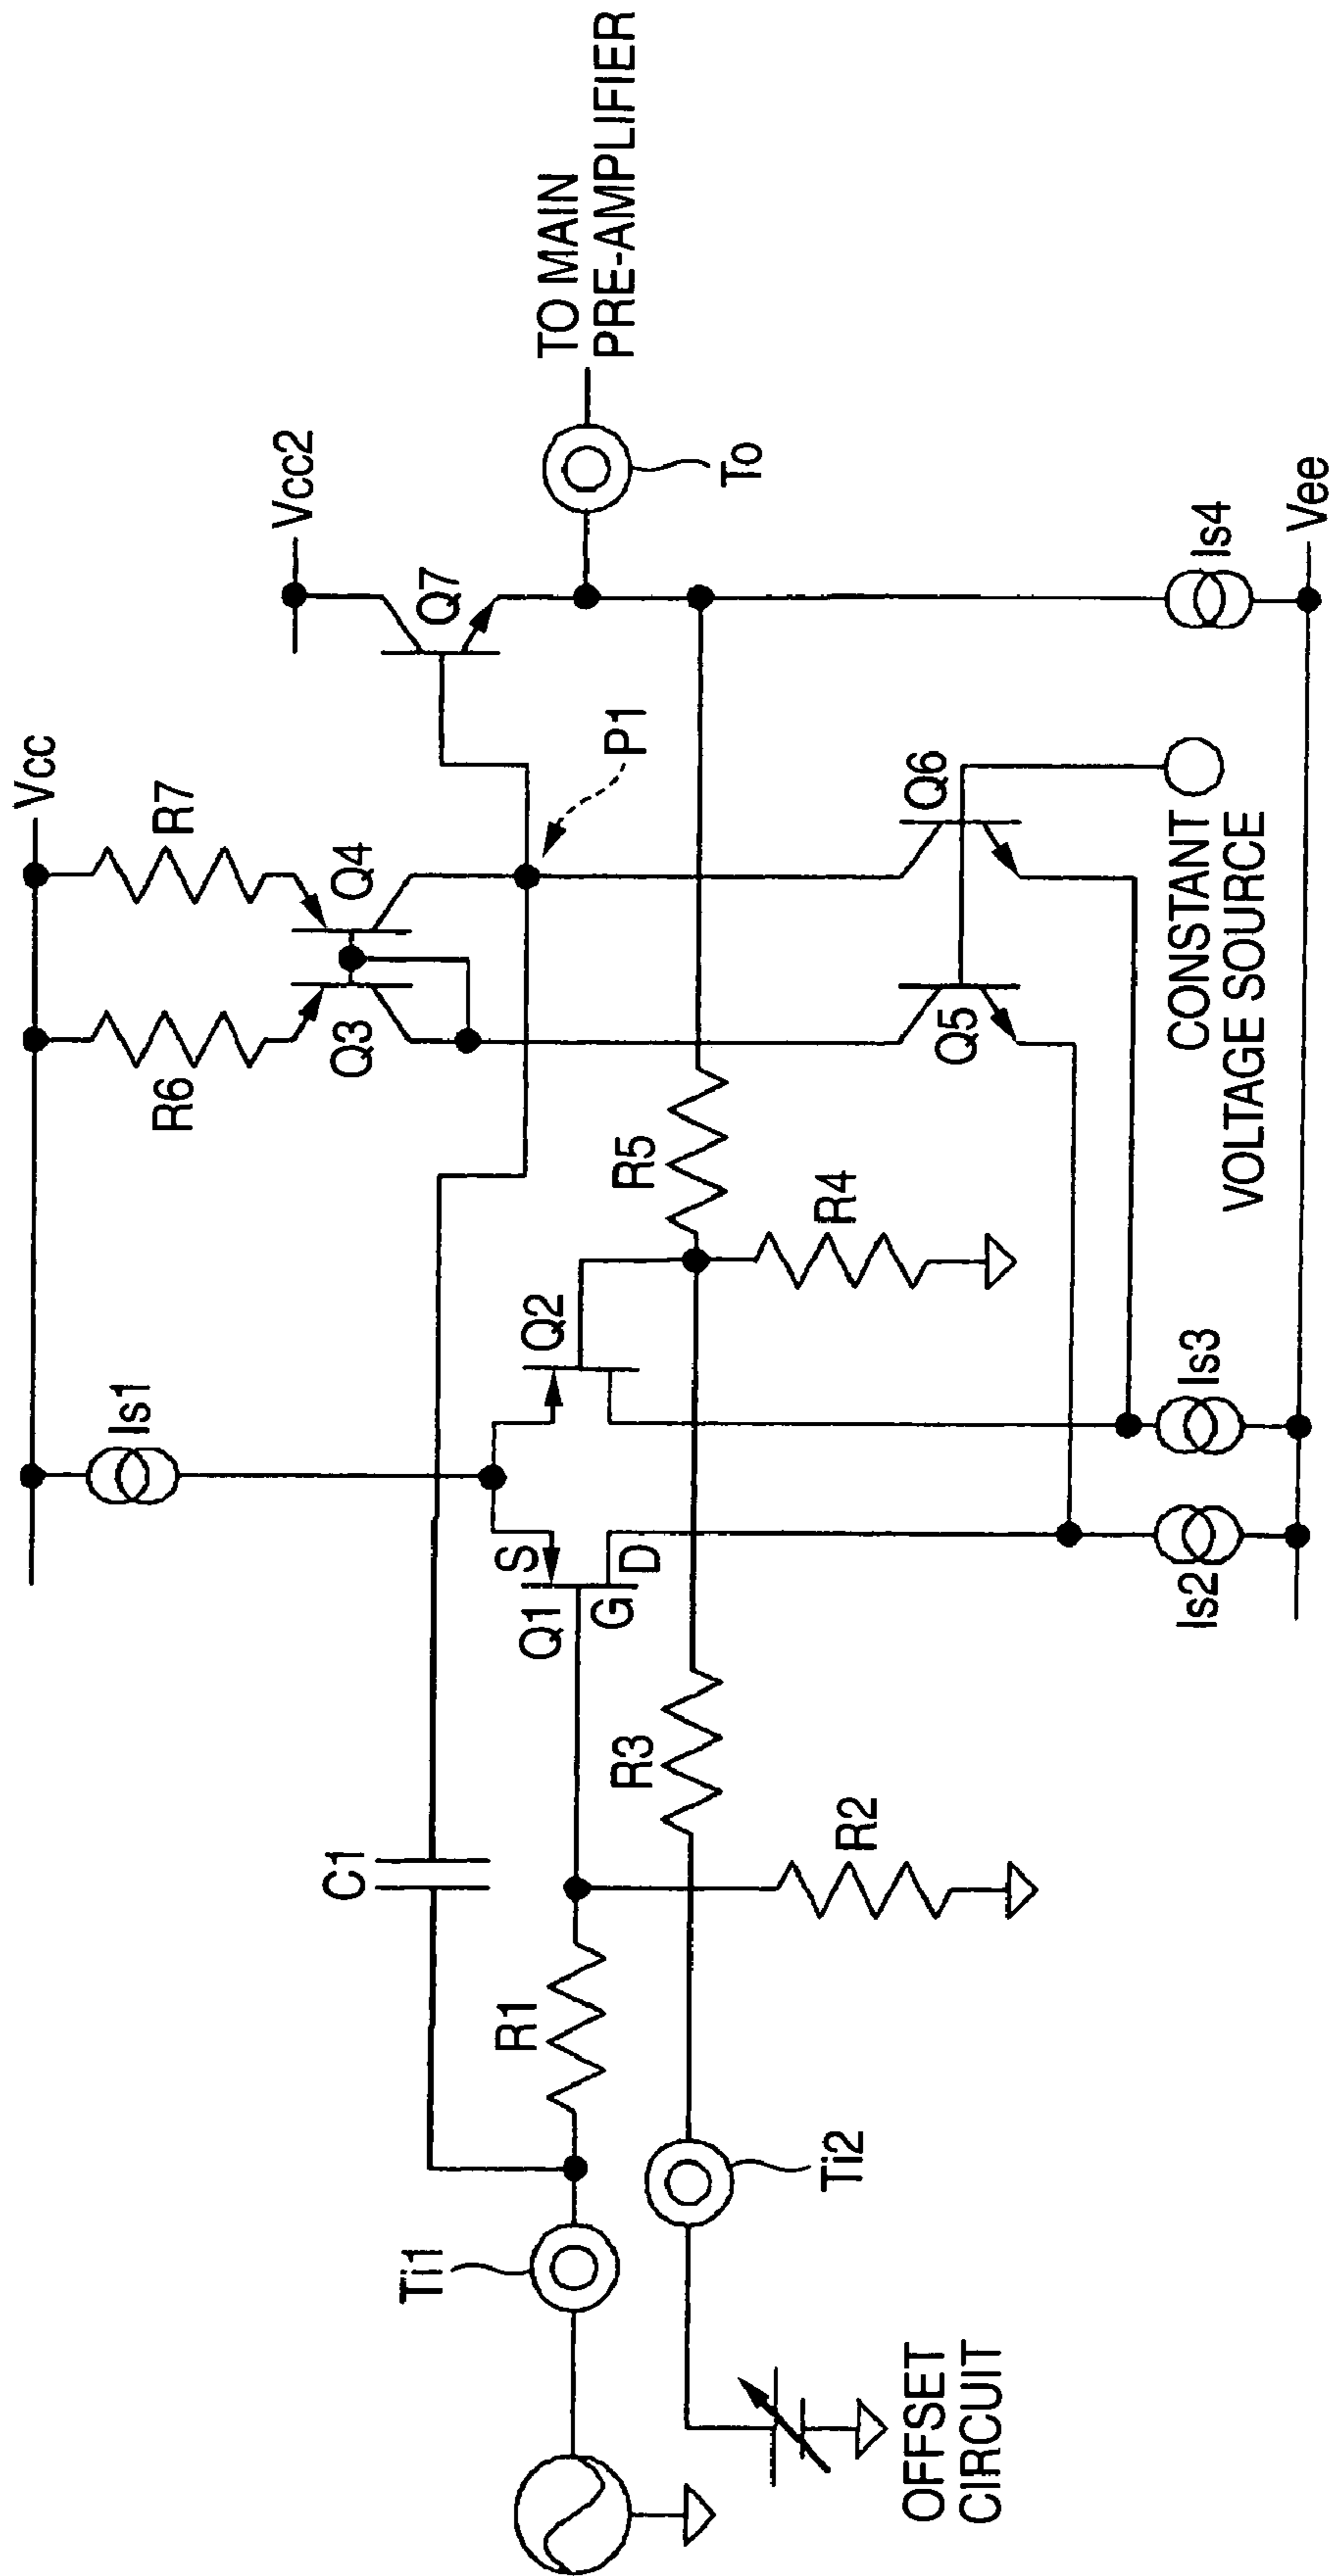 Vcc
Is1
R6
R7
Vcc2
C1
Q3
Q4
Q7
Ti1
R1
Q1
S
G
D
Q2
P1
TO MAIN
PRE-AMPLIFIER
To
R3
R5
Ti2
R2
R4
Q5
Q6
OFFSET
CIRCUIT
Is2
Is3
CONSTANT
VOLTAGE SOURCE
Is4
Vee